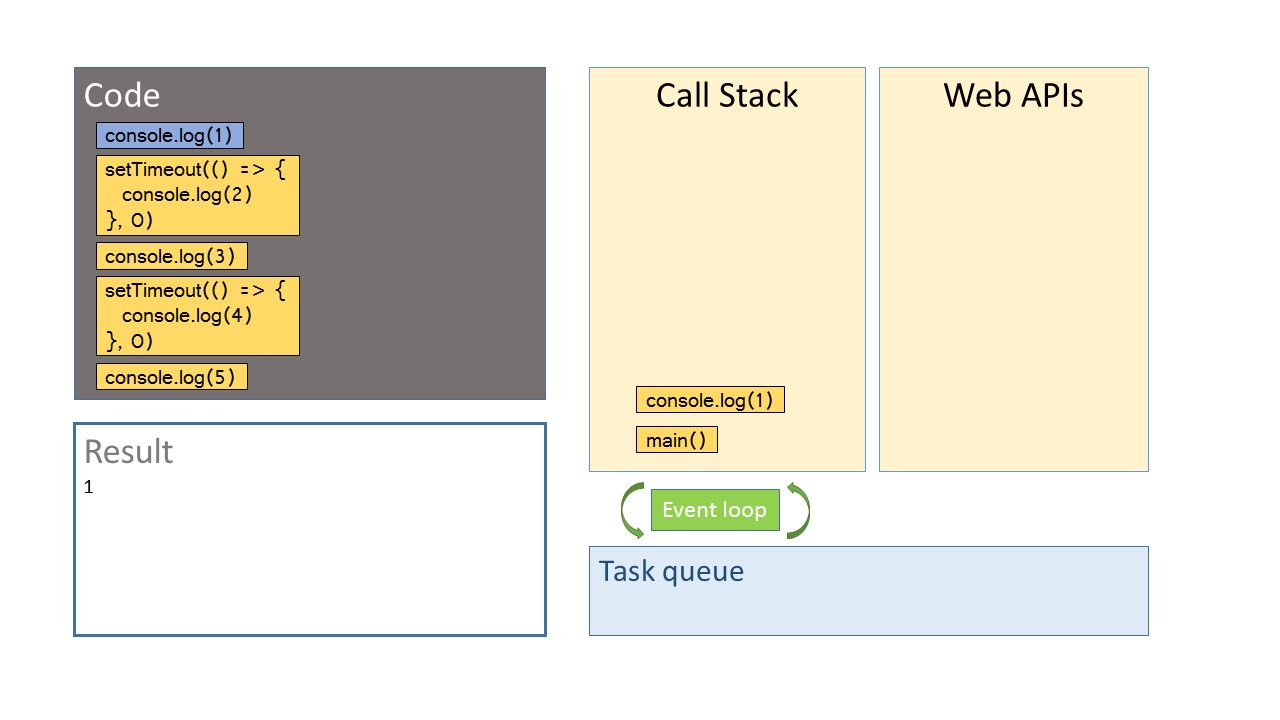 Code
console.log(1)
setTimeout(() => {
console.log(2)
}, 0)
console.log(3)
setTimeout(() => {
console.log(4)
}, 0)
console.log(5)
Result
1
Call Stack
console.log(1)
main()
Web APIs
Event loop
Task queue